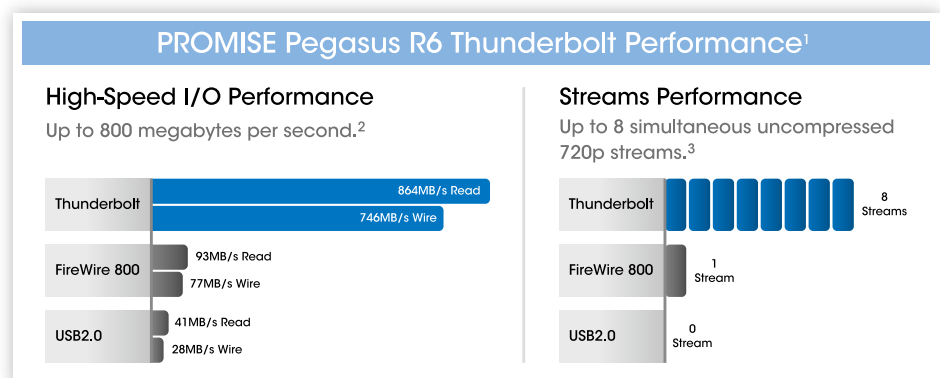 PROMISE Pegasus R6 Thunderbolt Performance¹
High-Speed I/O Performance
Up to 800 megabytes per second.²
Thunderbolt
864MB/s Read
746MB/s Wire
FireWire 800
93MB/s Read
77MB/s Wire
USB2.0
41MB/s Read
28MB/s Wire
Streams Performance
Up to 8 simultaneous uncompressed
720p streams.³
Thunderbolt
8
Streams
FireWire 800
1
Stream
USB2.0
0
Stream